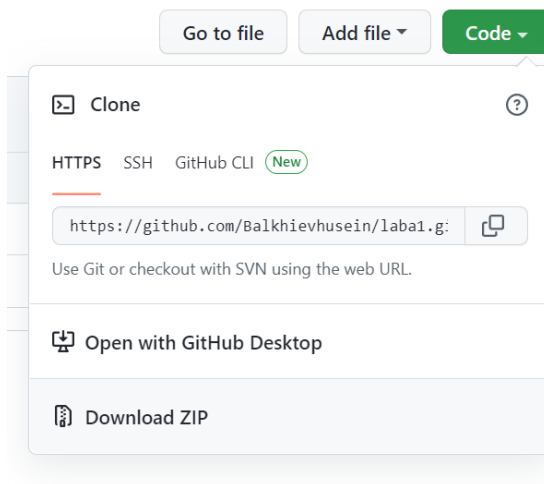 Go to file Add file Code
Clone
HTTPS SSH GitHub CLI New
https://github.com/Balkhievhusein/laba1.gi
Use Git or checkout with SVN using the web URL.
Open with GitHub Desktop
Download ZIP